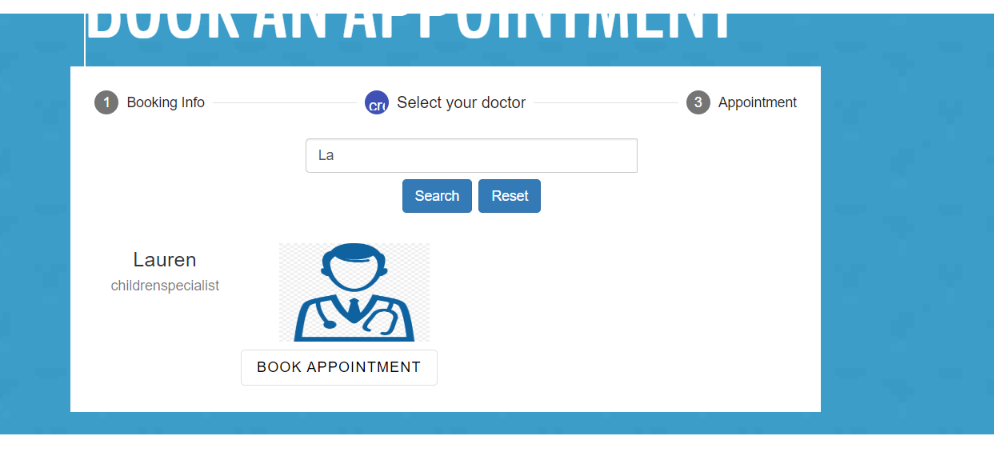 BOOK AN APPOINTMENT
1 Booking Info
Select your doctor
3 Appointment
La
Search Reset
Lauren
childrenspecialist
BOOK APPOINTMENT